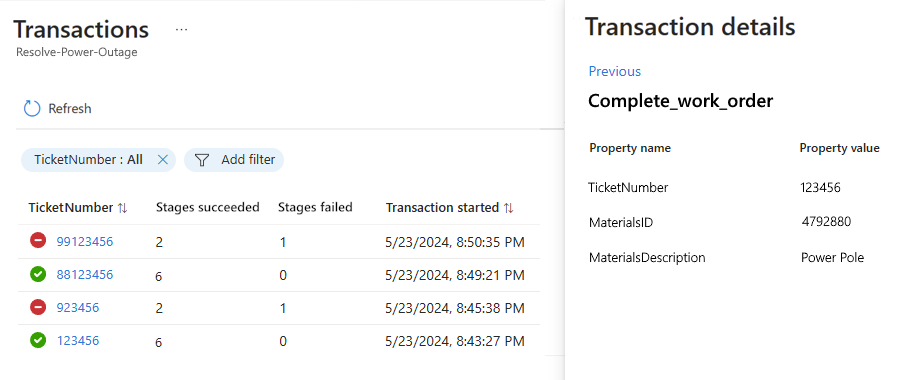 Transactions ...
Resolve-Power-Outage
Refresh
TicketNumber : All Add filter
TicketNumber Stages succeeded Stages failed Transaction started
99123456 2 1 5/23/2024, 8:50:35 PM
88123456 6 0 5/23/2024, 8:49:21 PM
923456 2 1 5/23/2024, 8:45:38 PM
123456 6 0 5/23/2024, 8:43:27 PM
Transaction details
Previous
Complete_work_order
Property name Property value
TicketNumber 123456
MaterialsID 4792880
MaterialsDescription Power Pole